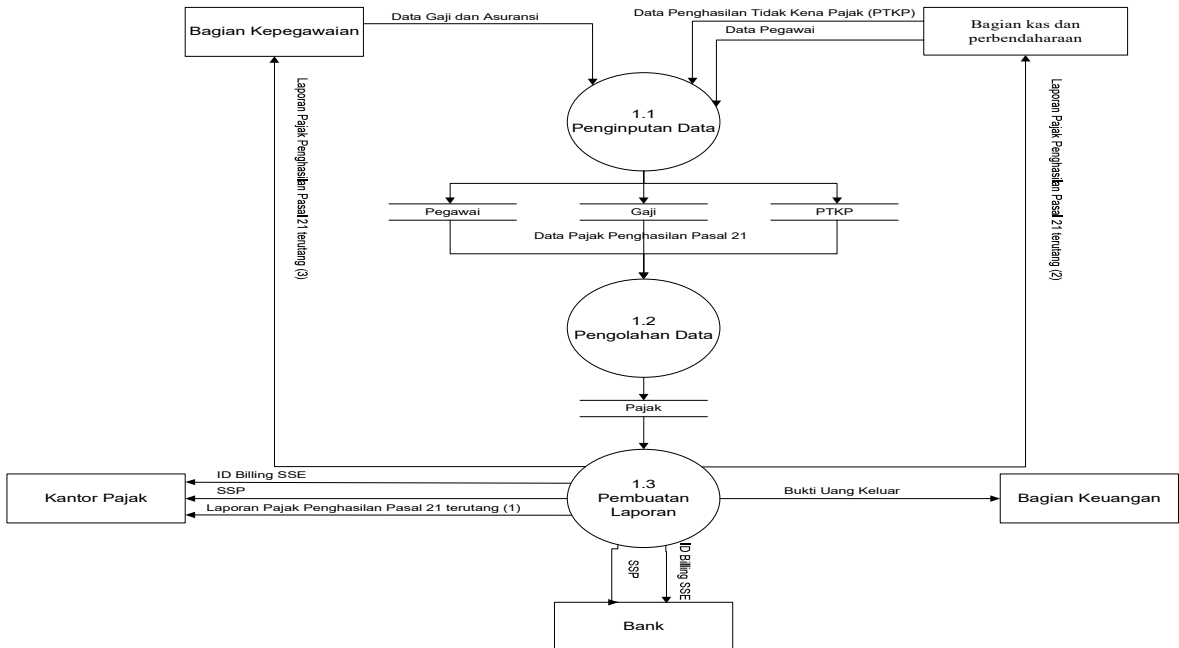 Data Gaji dan Asuransi
Data Penghasilan Tidak Kena Pajak (PTKP)
Data Pegawai
Bagian Kepegawaian
Bagian kas dan
perbendaharaan
Laporan Pajak Penghasilan Pasal 21 terutang (3)
Laporan Pajak Penghasilan Pasal 21 terutang (2)
1.1
Penginputan Data
Pegawai
Gaji
PTKP
Data Pajak Penghasilan Pasal 21
1.2
Pengolahan Data
Pajak
1.3
Pembuatan
Laporan
ID Billing SSE
SSP
Laporan Pajak Penghasilan Pasal 21 terutang (1)
Kantor Pajak
Bukti Uang Keluar
Bagian Keuangan
SSP
ID Billing SSE
Bank